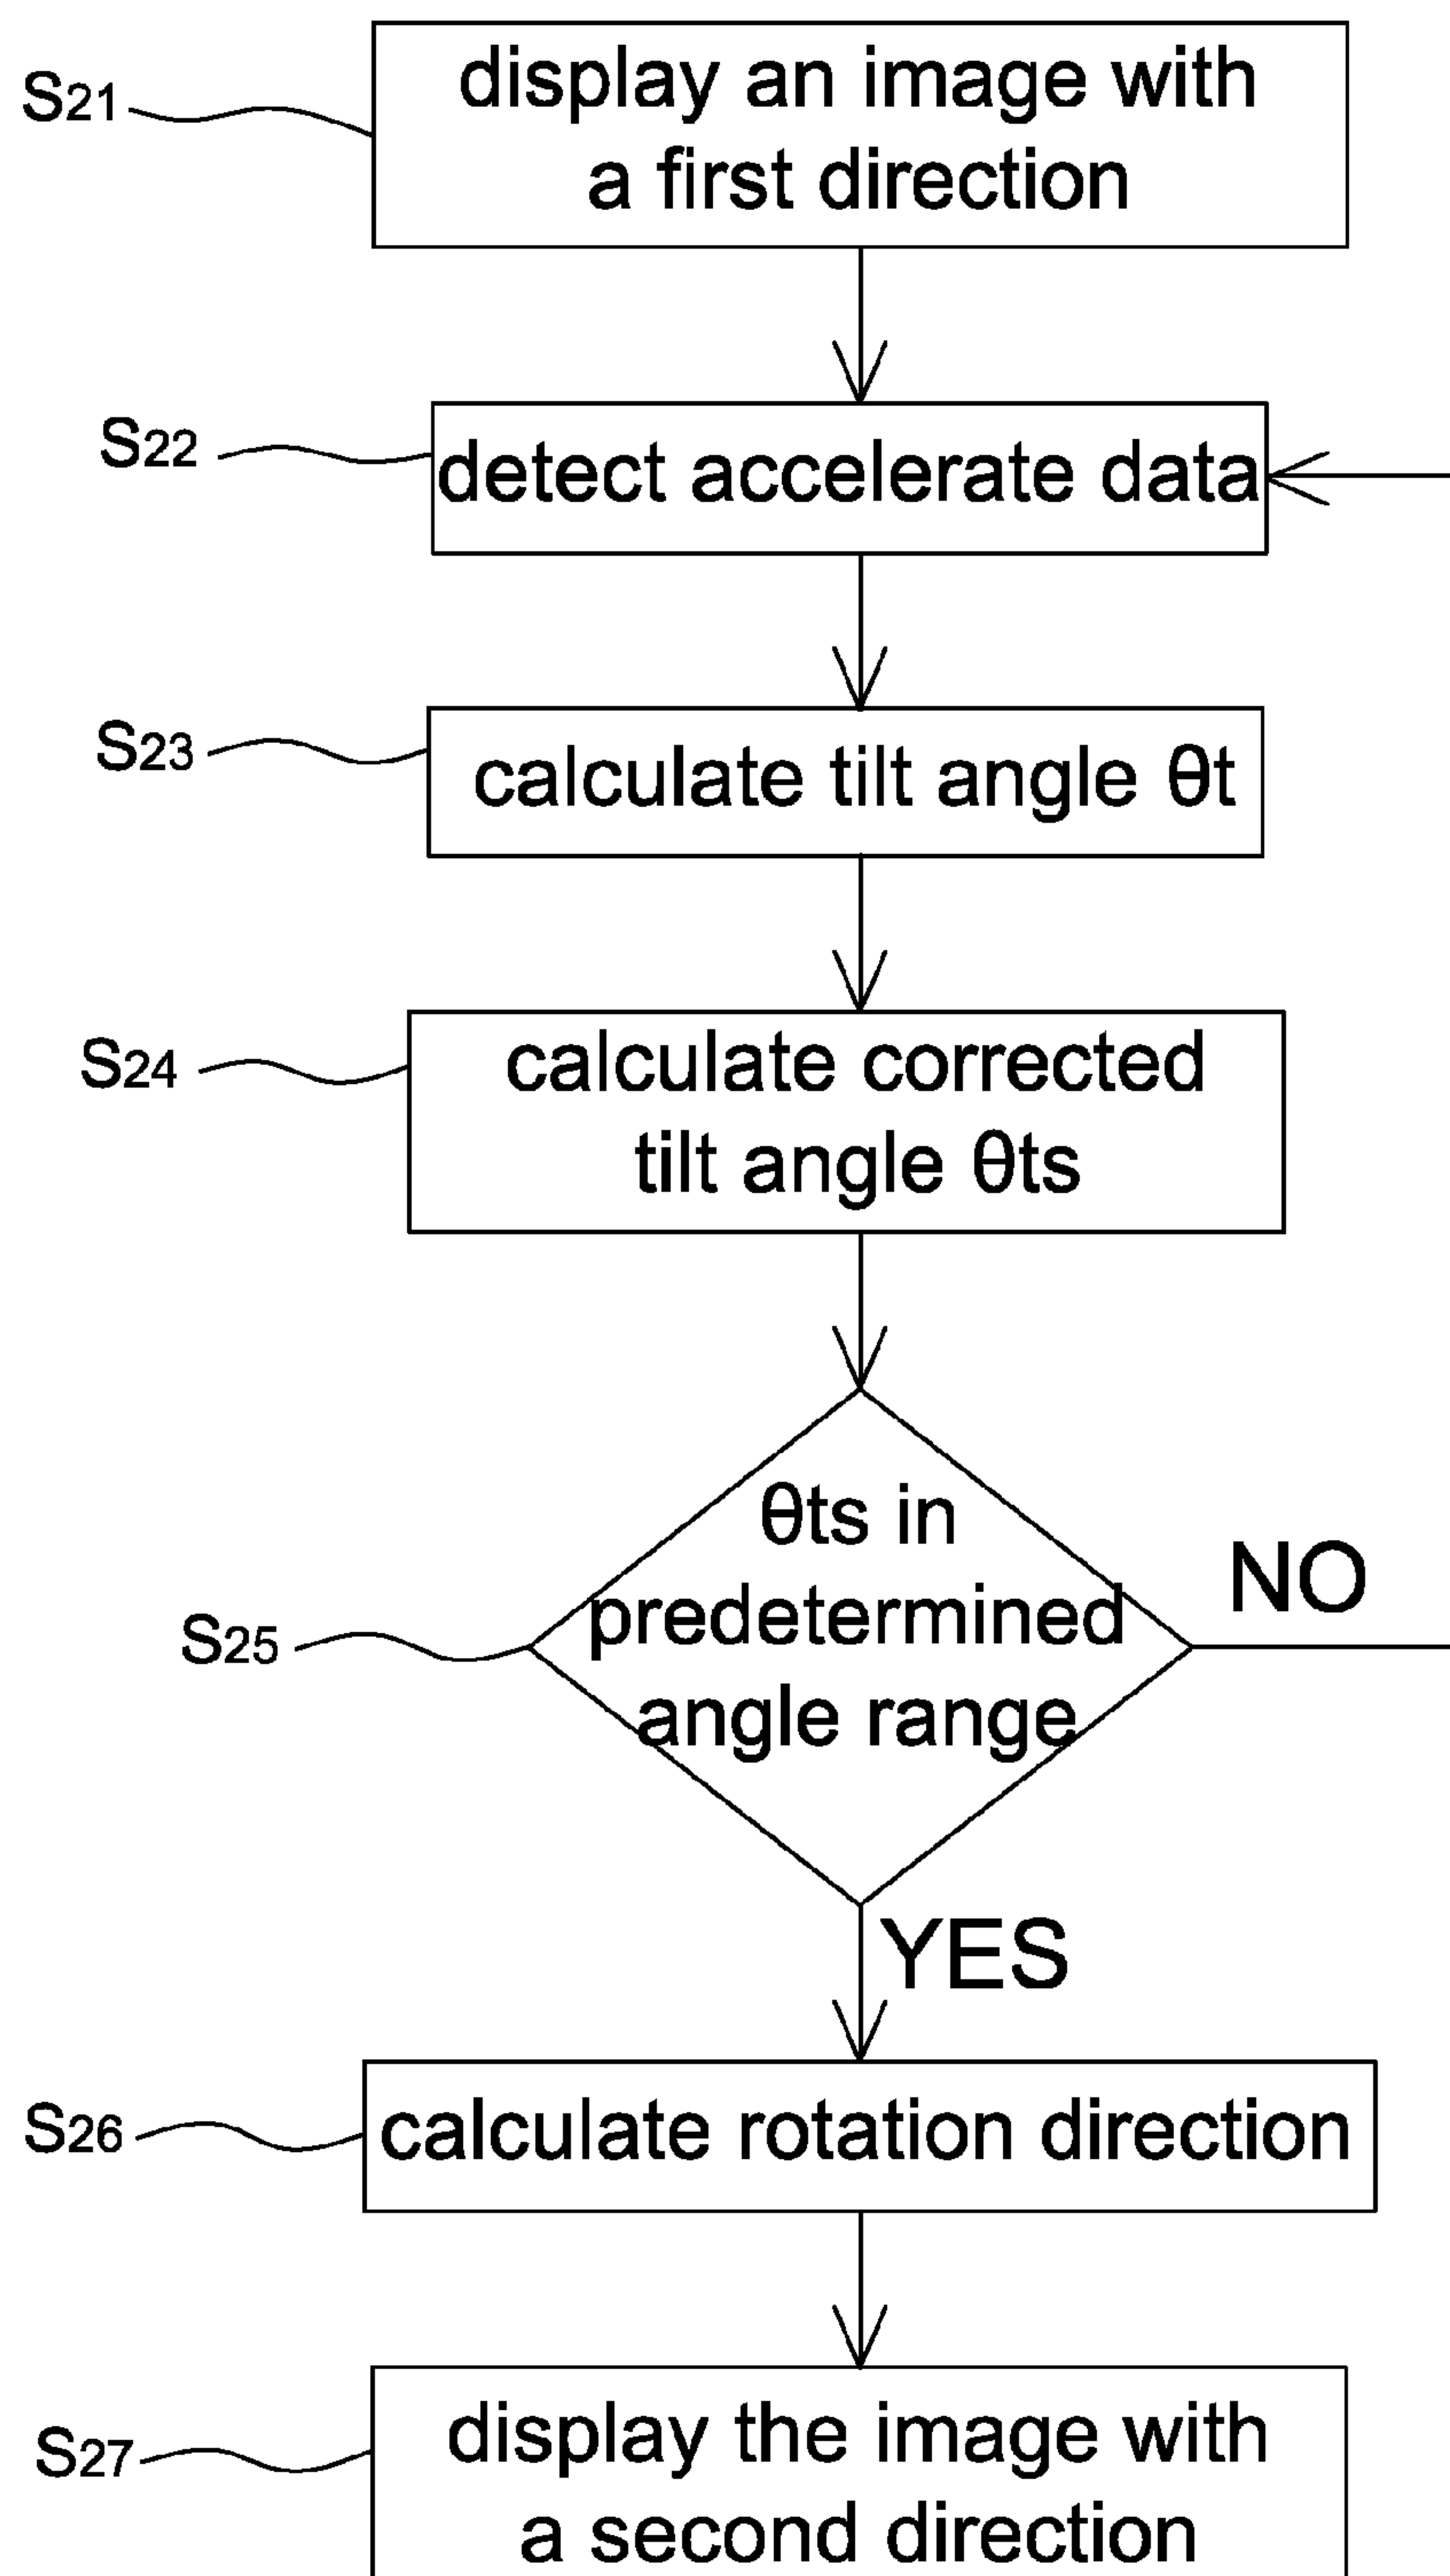 S21
display an image with
a first direction
S22
detect accelerate data
S23
calculate tilt angle θt
S24
calculate corrected
tilt angle θts
S25
θts in
predetermined
angle range
NO
YES
S26
calculate rotation direction
S27
display the image with
a second direction